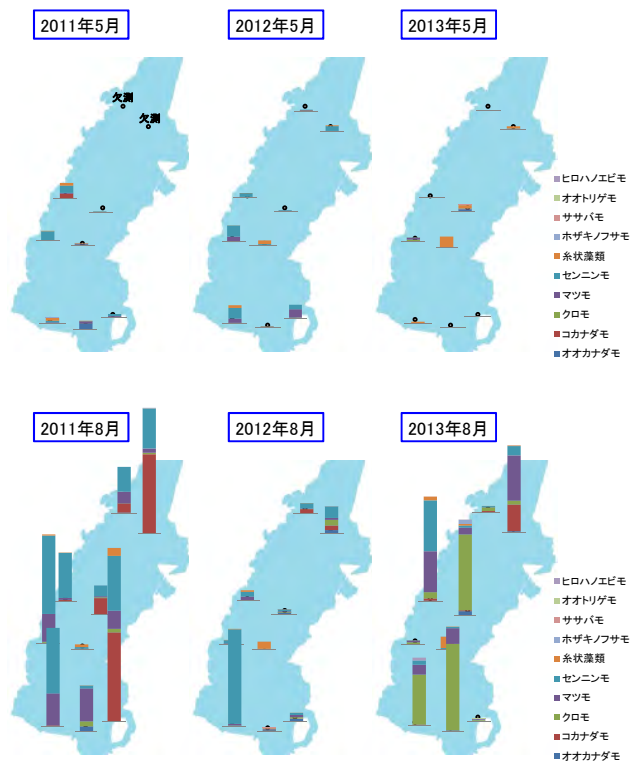 2011年5月
2012年5月
2013年5月
欠測
欠測
ヒロハノエビモ
オオトリゲモ
ササバモ
ホザキノフサモ
糸状藻類
センニンモ
マツモ
クロモ
コカナダモ
オオカナダモ
2011年8月
2012年8月
2013年8月
ヒロハノエビモ
オオトリゲモ
ササバモ
ホザキノフサモ
糸状藻類
センニンモ
マツモ
クロモ
コカナダモ
オオカナダモ